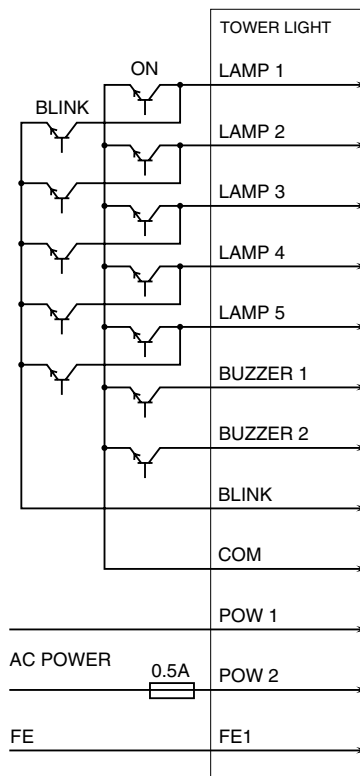 TOWER LIGHT
ON
LAMP 1
BLINK
LAMP 2
LAMP 3
LAMP 4
LAMP 5
BUZZER 1
BUZZER 2
BLINK
COM
POW 1
AC POWER
0.5A
POW 2
FE
FE1